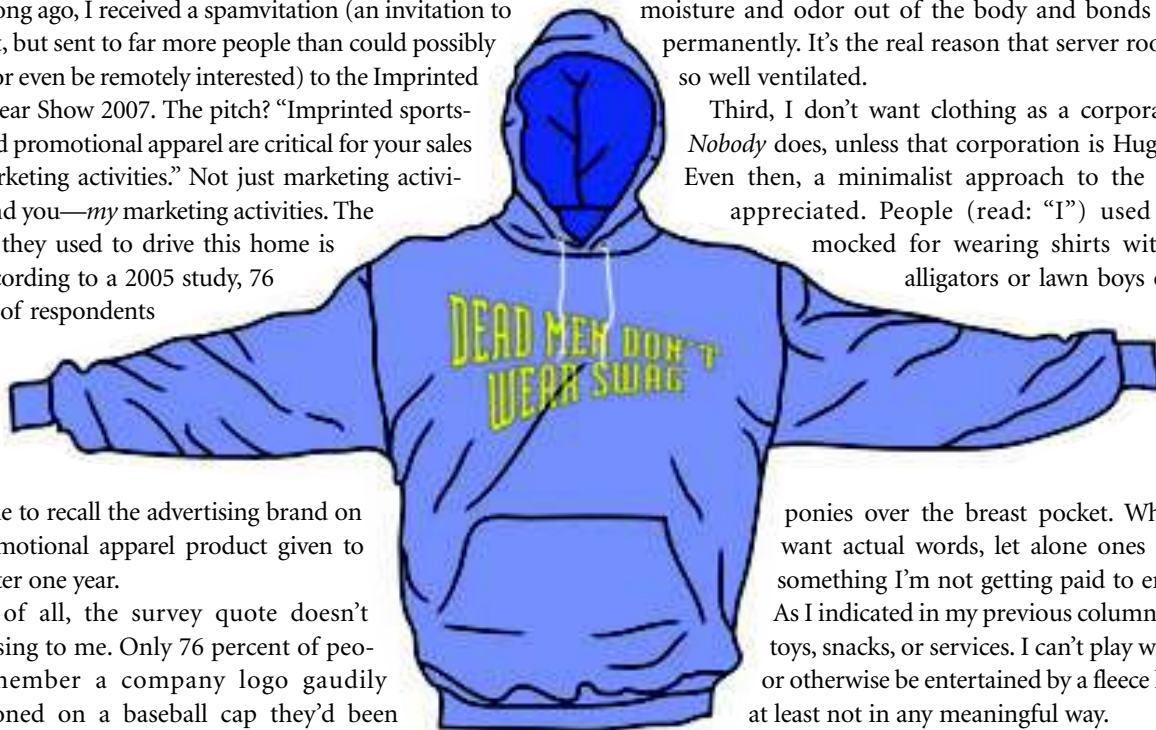 ong ago, I received a spamvitation (an invitation to
, but sent to far more people than could possibly
or even be remotely interested) to the Imprinted
ear Show 2007. The pitch? “Imprinted sports-
d promotional apparel are critical for your sales
rketing activities.” Not just marketing activi-
nd you—my marketing activities. The
they used to drive this home is
cording to a 2005 study, 76
of respondents
e to recall the advertising brand on
motional apparel product given to
ter one year.
of all, the survey quote doesn’t
sing to me. Only 76 percent of peo-
member a company logo gaudily
oned on a baseball cap they’d been
DEAD MEN DON'T
WEAR SWAG
moisture and odor out of the body and bonds
permanently. It’s the real reason that server roo
so well ventilated.
Third, I don’t want clothing as a corpora
Nobody does, unless that corporation is Hug
Even then, a minimalist approach to the
appreciated. People (read: “I”) used
mocked for wearing shirts wit
alligators or lawn boys
ponies over the breast pocket. Wh
want actual words, let alone ones
something I’m not getting paid to en
As I indicated in my previous column
toys, snacks, or services. I can’t play w
or otherwise be entertained by a fleece
at least not in any meaningful way.